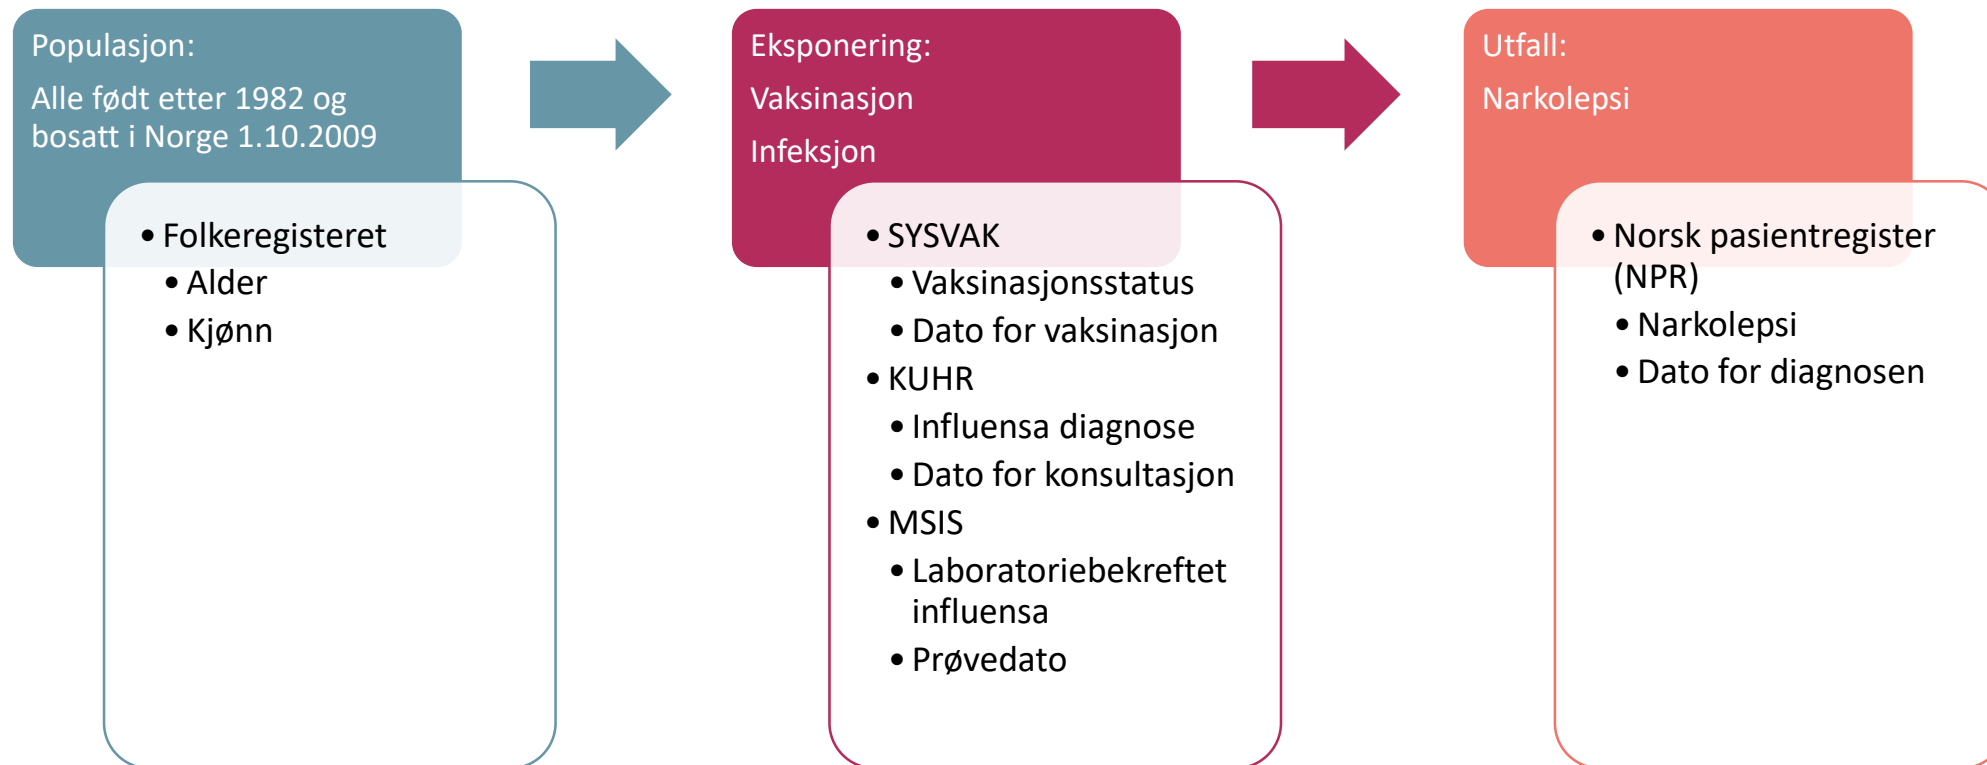 Populasjon:
Alle født etter 1982 og
bosatt i Norge 1.10.2009
• Folkeregisteret
• Alder
• Kjønn
Eksponering:
Vaksinasjon
Infeksjon
• SYSVAK
• Vaksinasjonsstatus
• Dato for vaksinasjon
• KUHR
• Influensa diagnose
• Dato for konsultasjon
• MSIS
• Laboratoriebekreftet
influensa
• Prøvedato
Utfall:
Narkolepsi
• Norsk pasientregister
(NPR)
• Narkolepsi
• Dato for diagnosen